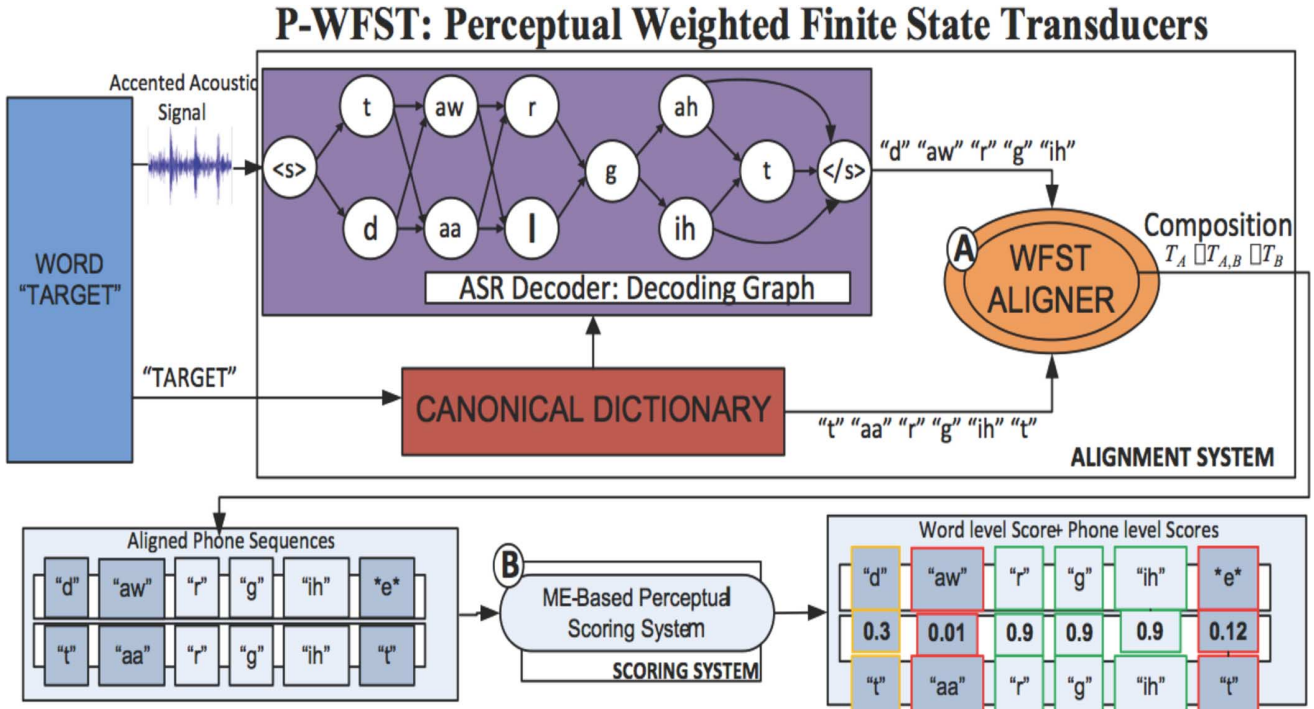 P-WFST: Perceptual Weighted Finite State Transducers
Accented Acoustic
Signal
WORD
"TARGET"
"TARGET"
<s>
t
aw
r
ah
d
aa
l
g
ih
t
</s>
ASR Decoder: Decoding Graph
CANONICAL DICTIONARY
“d” “aw” “r” “g” “ih”
“t” “aa” “r” “g” “ih” “t”
A
WFST
ALIGNER
Composition
T_A □T_A,B □T_B
ALIGNMENT SYSTEM
Aligned Phone Sequences
“d” “aw” “r” “g” “ih” *e*
“t” “aa” “r” “g” “ih” “t”
B
ME-Based Perceptual
Scoring System
SCORING SYSTEM
Word level Score+ Phone level Scores
“d” “aw” “r” “g” “ih” *e*
0.3 0.01 0.9 0.9 0.9 0.12
“t” “aa” “r” “g” “ih” “t”